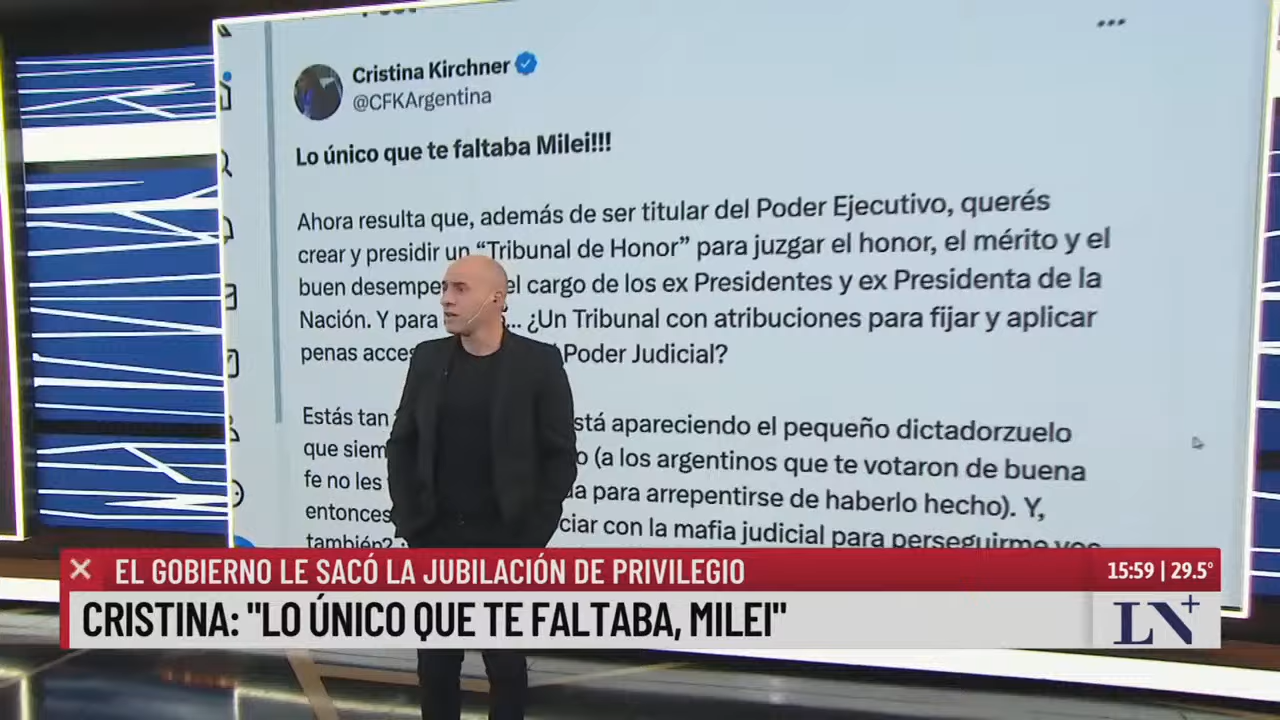 Cristina Kirchner
@CFKArgentina
Lo único que te faltaba Milei!!!
Ahora resulta que, además de ser titular del Poder Ejecutivo, querés
crear y presidir un “Tribunal de Honor” para juzgar el honor, el mérito y el
buen desempe el cargo de los ex Presidentes y ex Presidenta de la
Nación. Y para ... ¿Un Tribunal con atribuciones para fijar y aplicar
penas acces Poder Judicial?
Estás tan stá apareciendo el pequeño dictadorzuelo
que siem o (a los argentinos que te votaron de buena
fe no les a para arrepentirse de haberlo hecho). Y,
entonces ciar con la mafia judicial para perseguirme vos
también?
EL GOBIERNO LE SACÓ LA JUBILACIÓN DE PRIVILEGIO
15:59 | 29.5°
CRISTINA: "LO ÚNICO QUE TE FALTABA, MILEI"
LN+